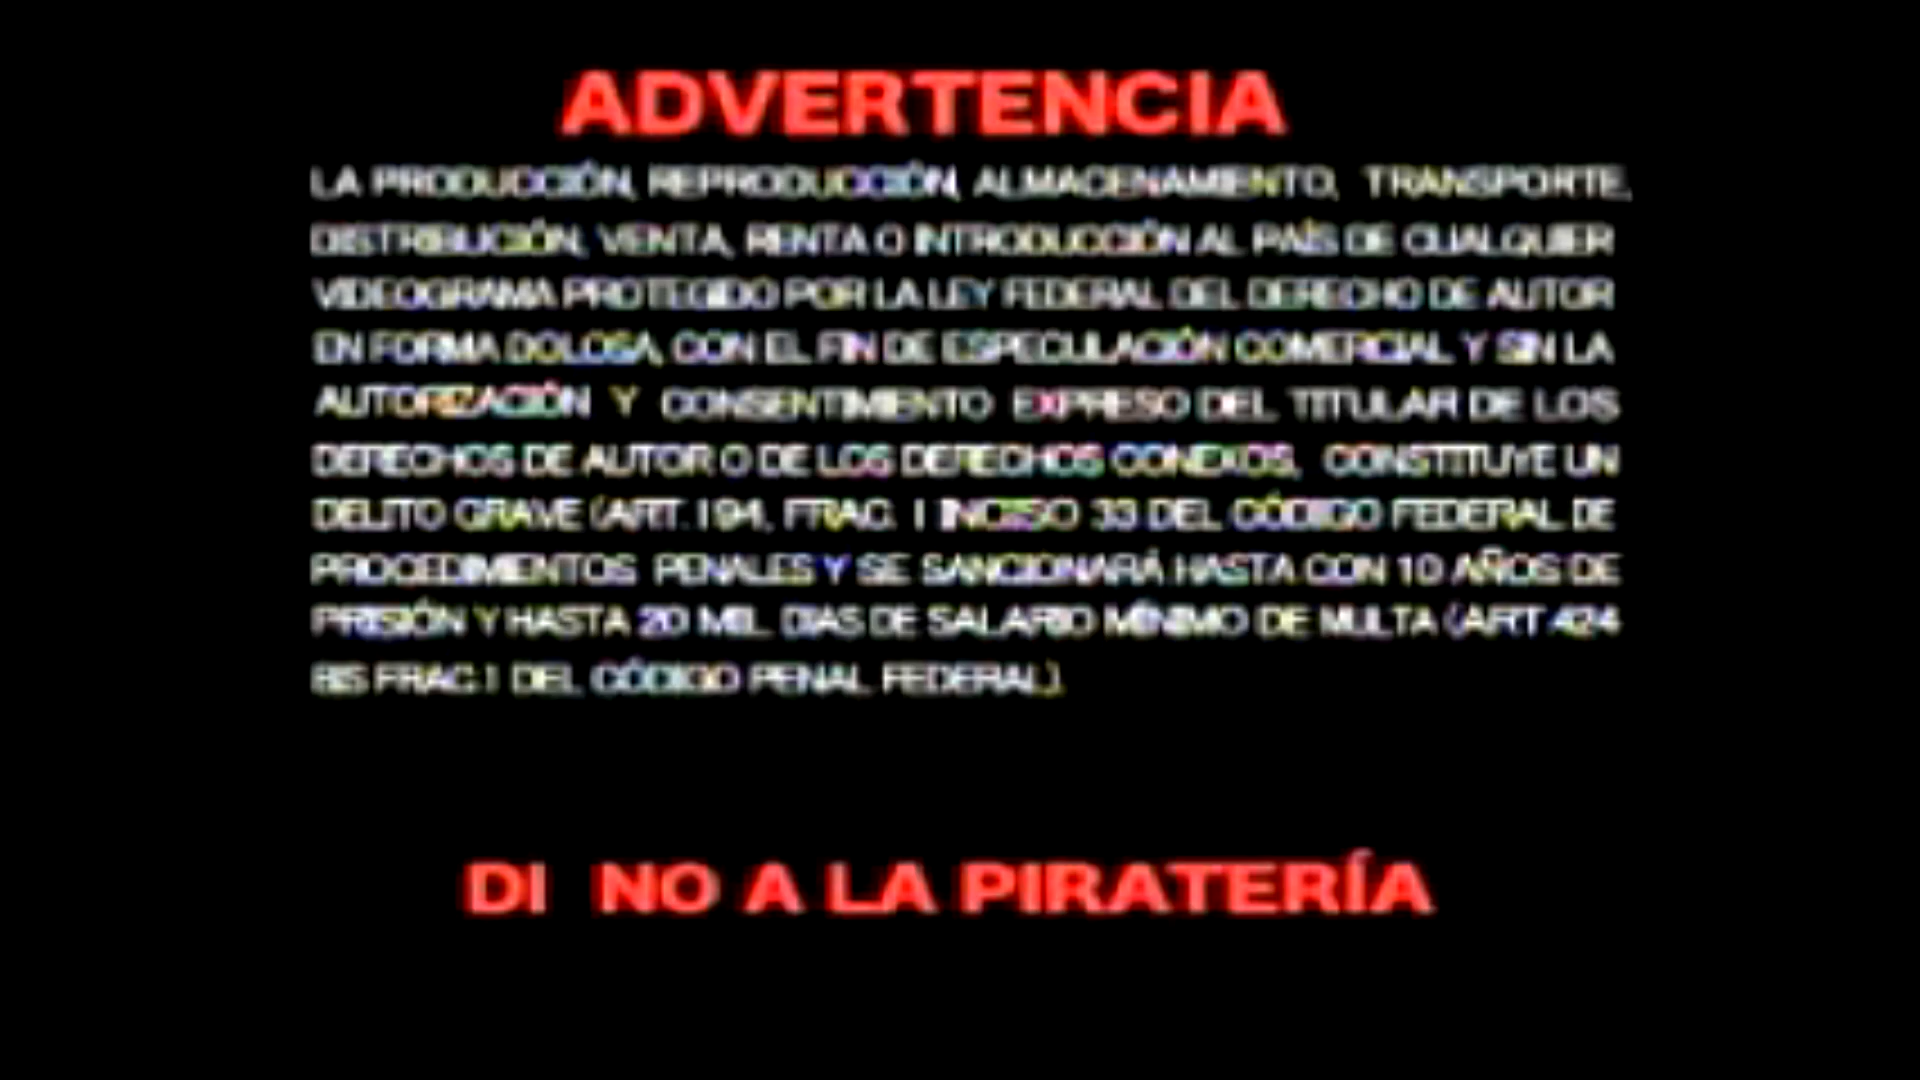 ADVERTENCIA
LA PRODUCCIÓN, REPRODUCCIÓN, ALMACENAMIENTO, TRANSPORTE,
DISTRIBUCIÓN, VENTA, RENTA O INTRODUCCIÓN AL PAÍS DE CUALQUIER
VIDEOGRAMA PROTEGIDO POR LA LEY FEDERAL DEL DERECHO DE AUTOR
EN FORMA DOLOSA, CON EL FIN DE ESPECULACIÓN COMERCIAL Y SIN LA
AUTORIZACIÓN Y CONSENTIMIENTO EXPRESO DEL TITULAR DE LOS
DERECHOS DE AUTOR O DE LOS DERECHOS CONEXOS, CONSTITUYE UN
DELITO GRAVE (ART. 194, FRAC. I INCISO 33 DEL CÓDIGO FEDERAL DE
PROCEDIMIENTOS PENALES Y SE SANCIONARÁ HASTA CON 10 AÑOS DE
PRISIÓN Y HASTA 20 MIL DIAS DE SALARIO MÍNIMO DE MULTA (ART 424
BIS FRAC.I DEL CÓDIGO PENAL FEDERAL).
DI NO A LA PIRATERÍA